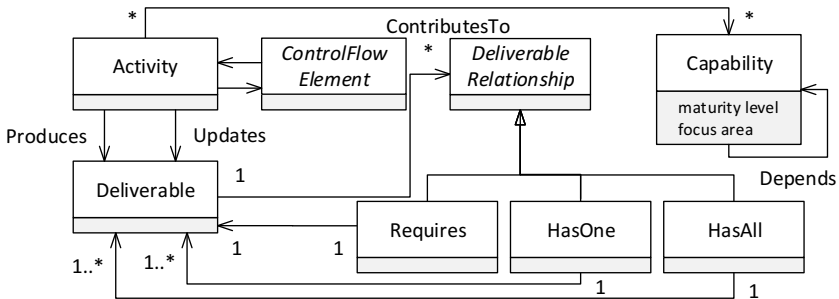 * ContributesTo *
Activity
ControlFlow
Element
*
Deliverable
Relationship
Capability
maturity level
focus area
Produces
Updates
Depends
Deliverable
1
Requires
HasOne
HasAll
1
1
1..*
1..*
1
1